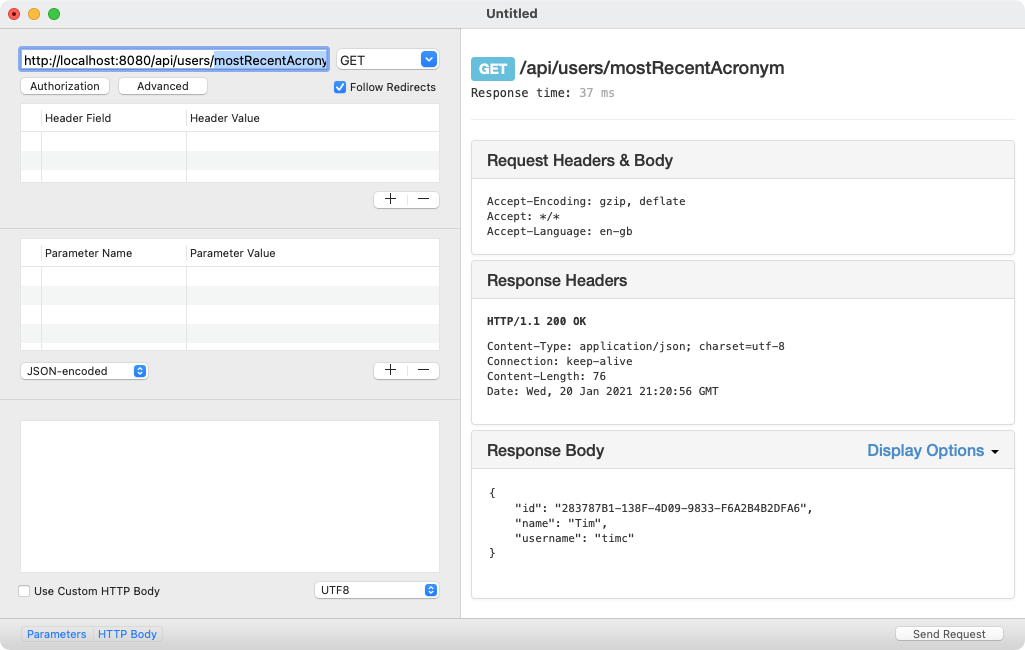 Untitled
http://localhost:8080/api/users/mostRecentAcrony
GET
Authorization
Advanced
Follow Redirects
Header Field
Header Value
Parameter Name
Parameter Value
JSON-encoded
Use Custom HTTP Body
UTF8
Parameters
HTTP Body
GET /api/users/mostRecentAcronym
Response time: 37 ms
Request Headers & Body
Accept-Encoding: gzip, deflate
Accept: */*
Accept-Language: en-gb
Response Headers
HTTP/1.1 200 OK
Content-Type: application/json; charset=utf-8
Connection: keep-alive
Content-Length: 76
Date: Wed, 20 Jan 2021 21:20:56 GMT
Response Body
Display Options
{
    "id": "283787B1-138F-4D09-9833-F6A2B4B2DFA6",
    "name": "Tim",
    "username": "timc"
}
Send Request